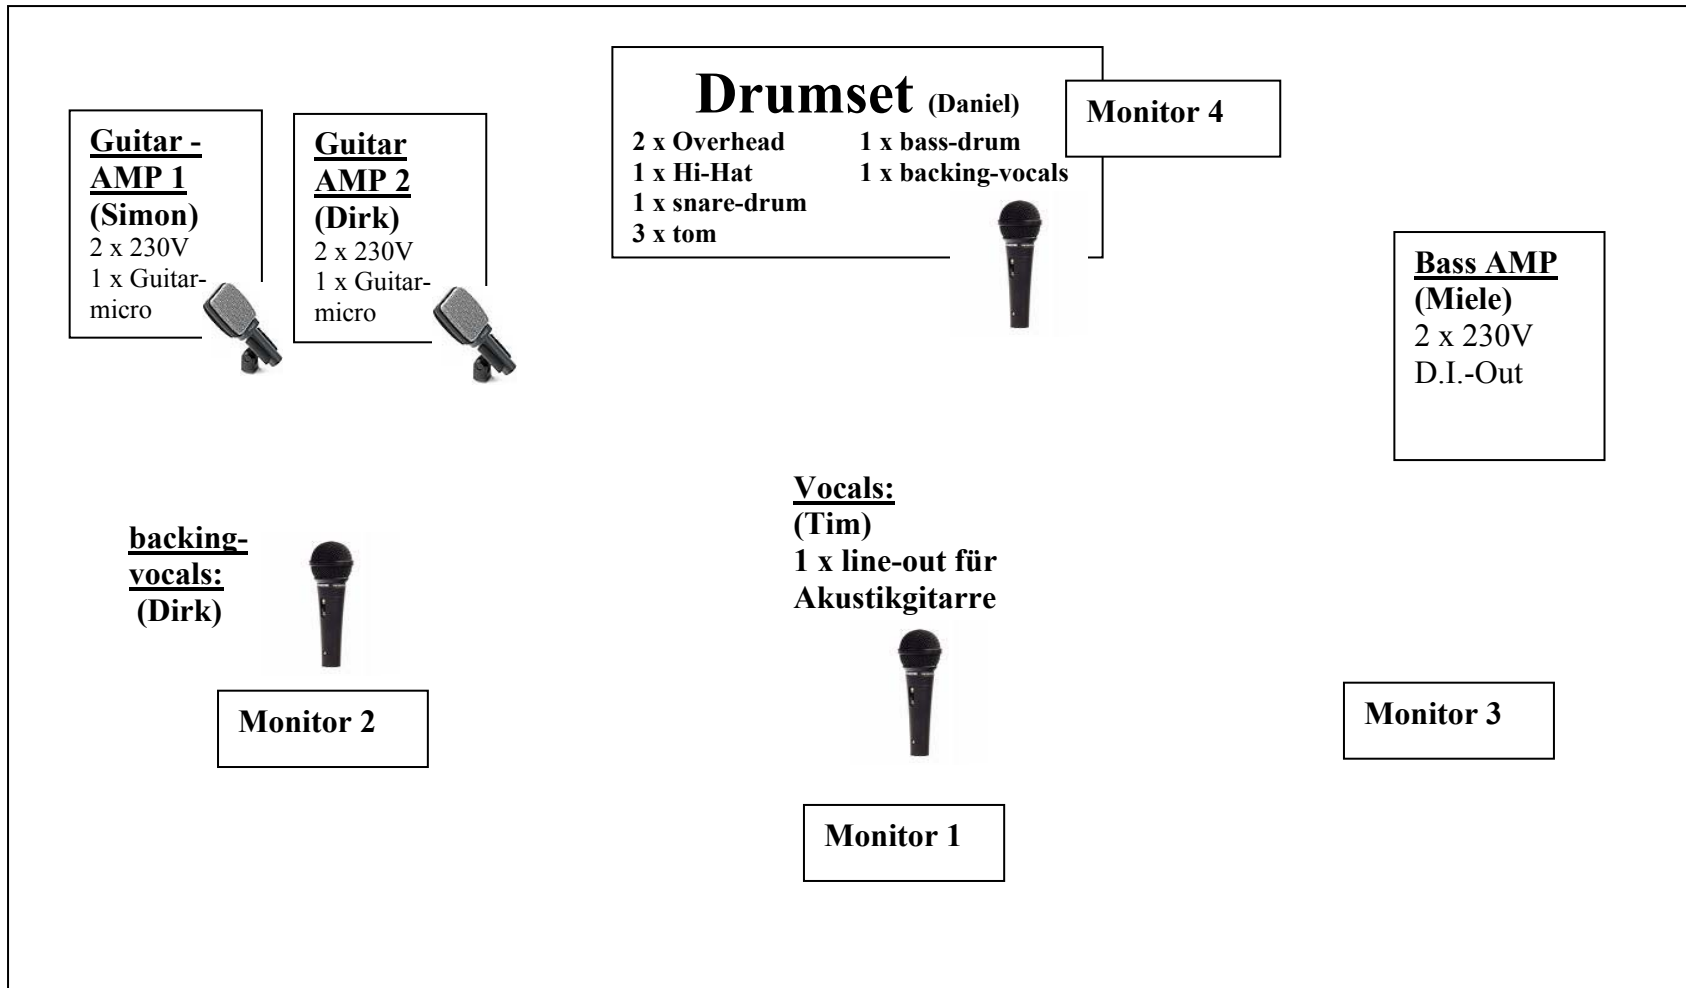 Drumset (Daniel)
2 x Overhead
1 x Hi-Hat
1 x snare-drum
3 x tom
1 x bass-drum
1 x backing-vocals
Monitor 4
Guitar -
AMP 1
(Simon)
2 x 230V
1 x Guitar-
micro
Guitar
AMP 2
(Dirk)
2 x 230V
1 x Guitar-
micro
Bass AMP
(Miele)
2 x 230V
D.I.-Out
Vocals:
(Tim)
1 x line-out für
Akustikgitarre
backing-
vocals:
(Dirk)
Monitor 2
Monitor 3
Monitor 1